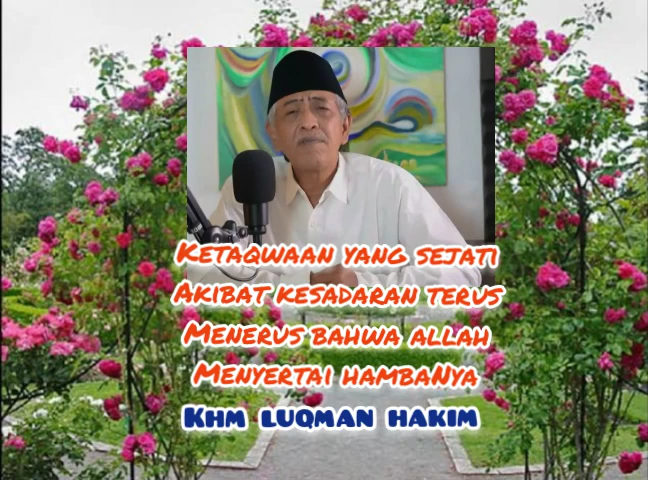 Ketaqwaan yang sejati
Akibat kesadaran terus
Menerus bahwa allah
Menyertai hambaNya
Khm luqman hakim